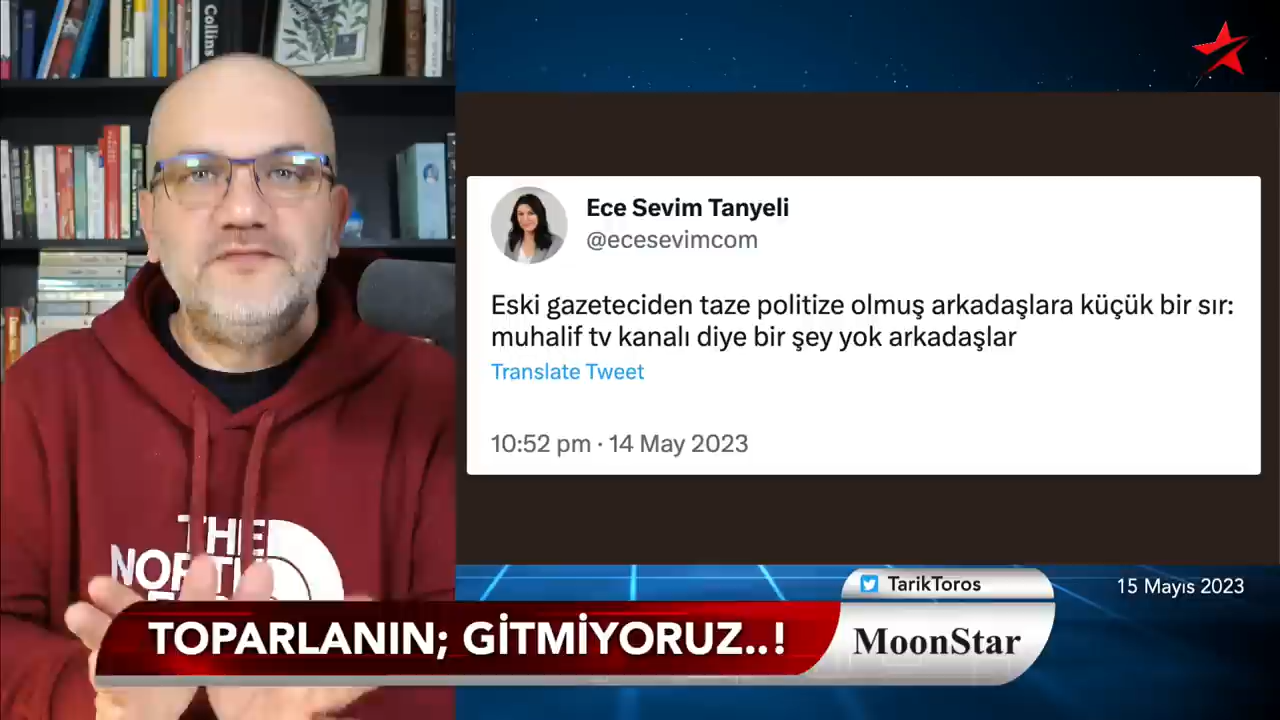 Collins
Ece Sevim Tanyeli
@ecesevimcom
Eski gazeteciden taze politize olmuş arkadaşlara küçük bir sır:
muhalif tv kanalı diye bir şey yok arkadaşlar
Translate Tweet
10:52 pm · 14 May 2023
THE
NORTH
TarikToros
15 Mayıs 2023
TOPARLANIN; GİTMİYORUZ..!
MoonStar